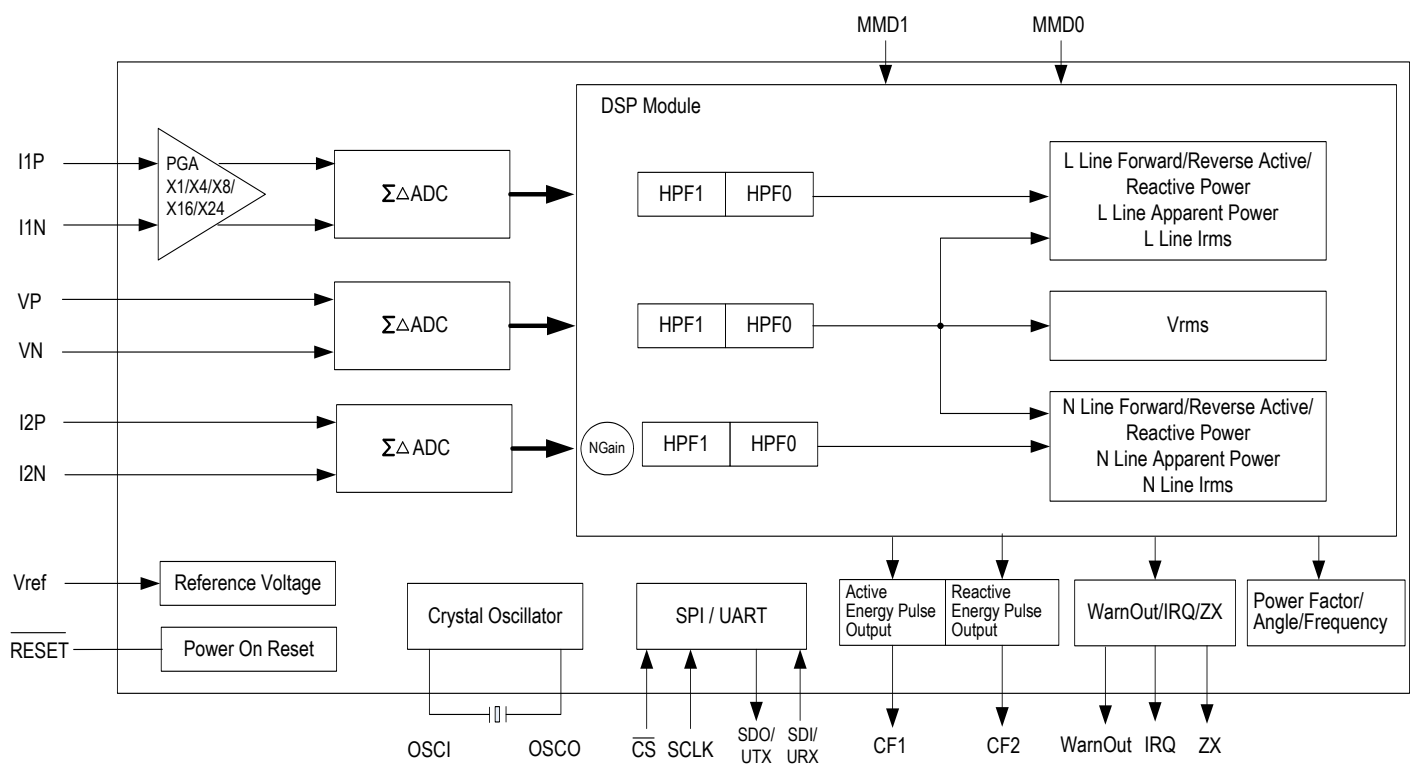 MMD1
MMD0
DSP Module
I1P
I1N
PGA
X1/X4/X8/
X16/X24
Σ△ADC
HPF1
HPF0
L Line Forward/Reverse Active/
Reactive Power
L Line Apparent Power
L Line Irms
VP
VN
Σ△ADC
HPF1
HPF0
Vrms
I2P
I2N
Σ△ADC
NGain
HPF1
HPF0
N Line Forward/Reverse Active/
Reactive Power
N Line Apparent Power
N Line Irms
Vref
Reference Voltage
RESET
Power On Reset
Crystal Oscillator
SPI / UART
Active
Energy Pulse
Output
Reactive
Energy Pulse
Output
WarnOut/IRQ/ZX
Power Factor/
Angle/Frequency
OSCI
OSCO
CS
SCLK
SDO/
UTX
SDI/
URX
CF1
CF2
WarnOut
IRQ
ZX